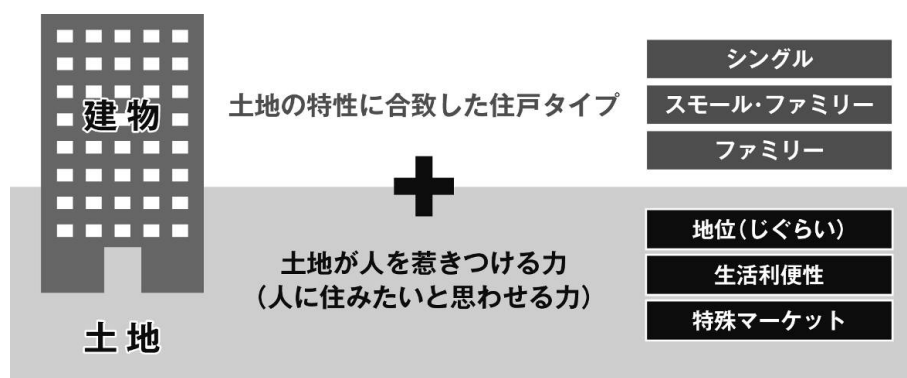 建物
土地の特性に合致した住戸タイプ
シングル
スモール・ファミリー
ファミリー
土地
土地が人を惹きつける力
（人に住みたいと思わせる力）
地位（じぐらい）
生活利便性
特殊マーケット